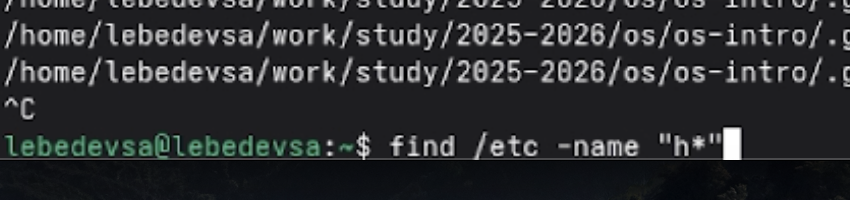 /home/lebedevsa/work/study/2025-2026/os/os-intro/.g
/home/lebedevsa/work/study/2025-2026/os/os-intro/.g
/home/lebedevsa/work/study/2025-2026/os/os-intro/.g
^C
lebedevsa@lebedevsa:~$ find /etc -name "h*"